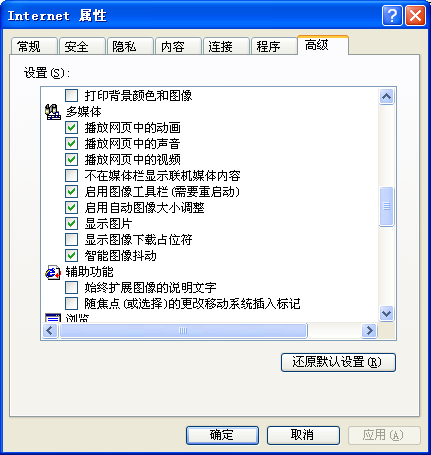 Internet 属性
常规 安全 隐私 内容 连接 程序 高级
设置(S):
打印背景颜色和图像
多媒体
播放网页中的动画
播放网页中的声音
播放网页中的视频
不在媒体栏显示联机媒体内容
启用图像工具栏(需要重启动)
启用自动图像大小调整
显示图片
显示图像下载占位符
智能图像抖动
辅助功能
始终扩展图像的说明文字
随焦点(或选择)的更改移动系统插入标记
浏览
还原默认设置(R)
确定 取消 应用(A)